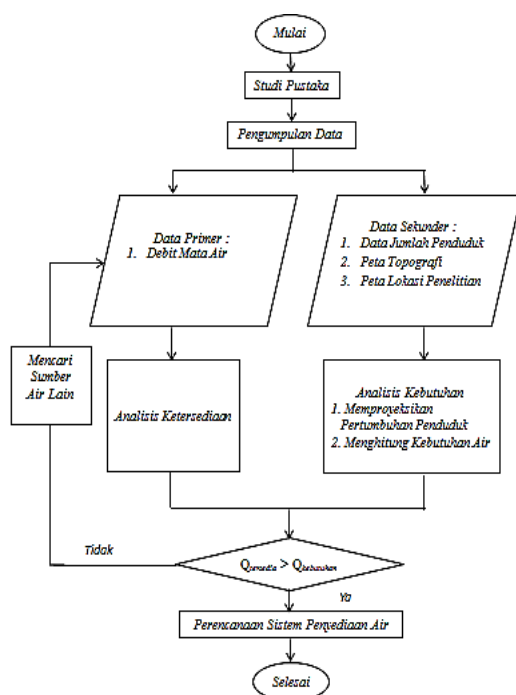 Mulai
Studi Pustaka
Pengumpulan Data
Data Primer :
1. Debit Mata Air
Data Sekunder :
1. Data Jumlah Penduduk
2. Peta Topografi
3. Peta Lokasi Penelitian
Mencari
Sumber
Air Lain
Analisis Ketersediaan
Analisis Kebutuhan
1. Memproyeksikan
Pertumbuhan Penduduk
2. Menghitung Kebutuhan Air
Tidak
Qtersedia > Qkebutuhan
Ya
Perencanaan Sistem Penyediaan Air
Selesai